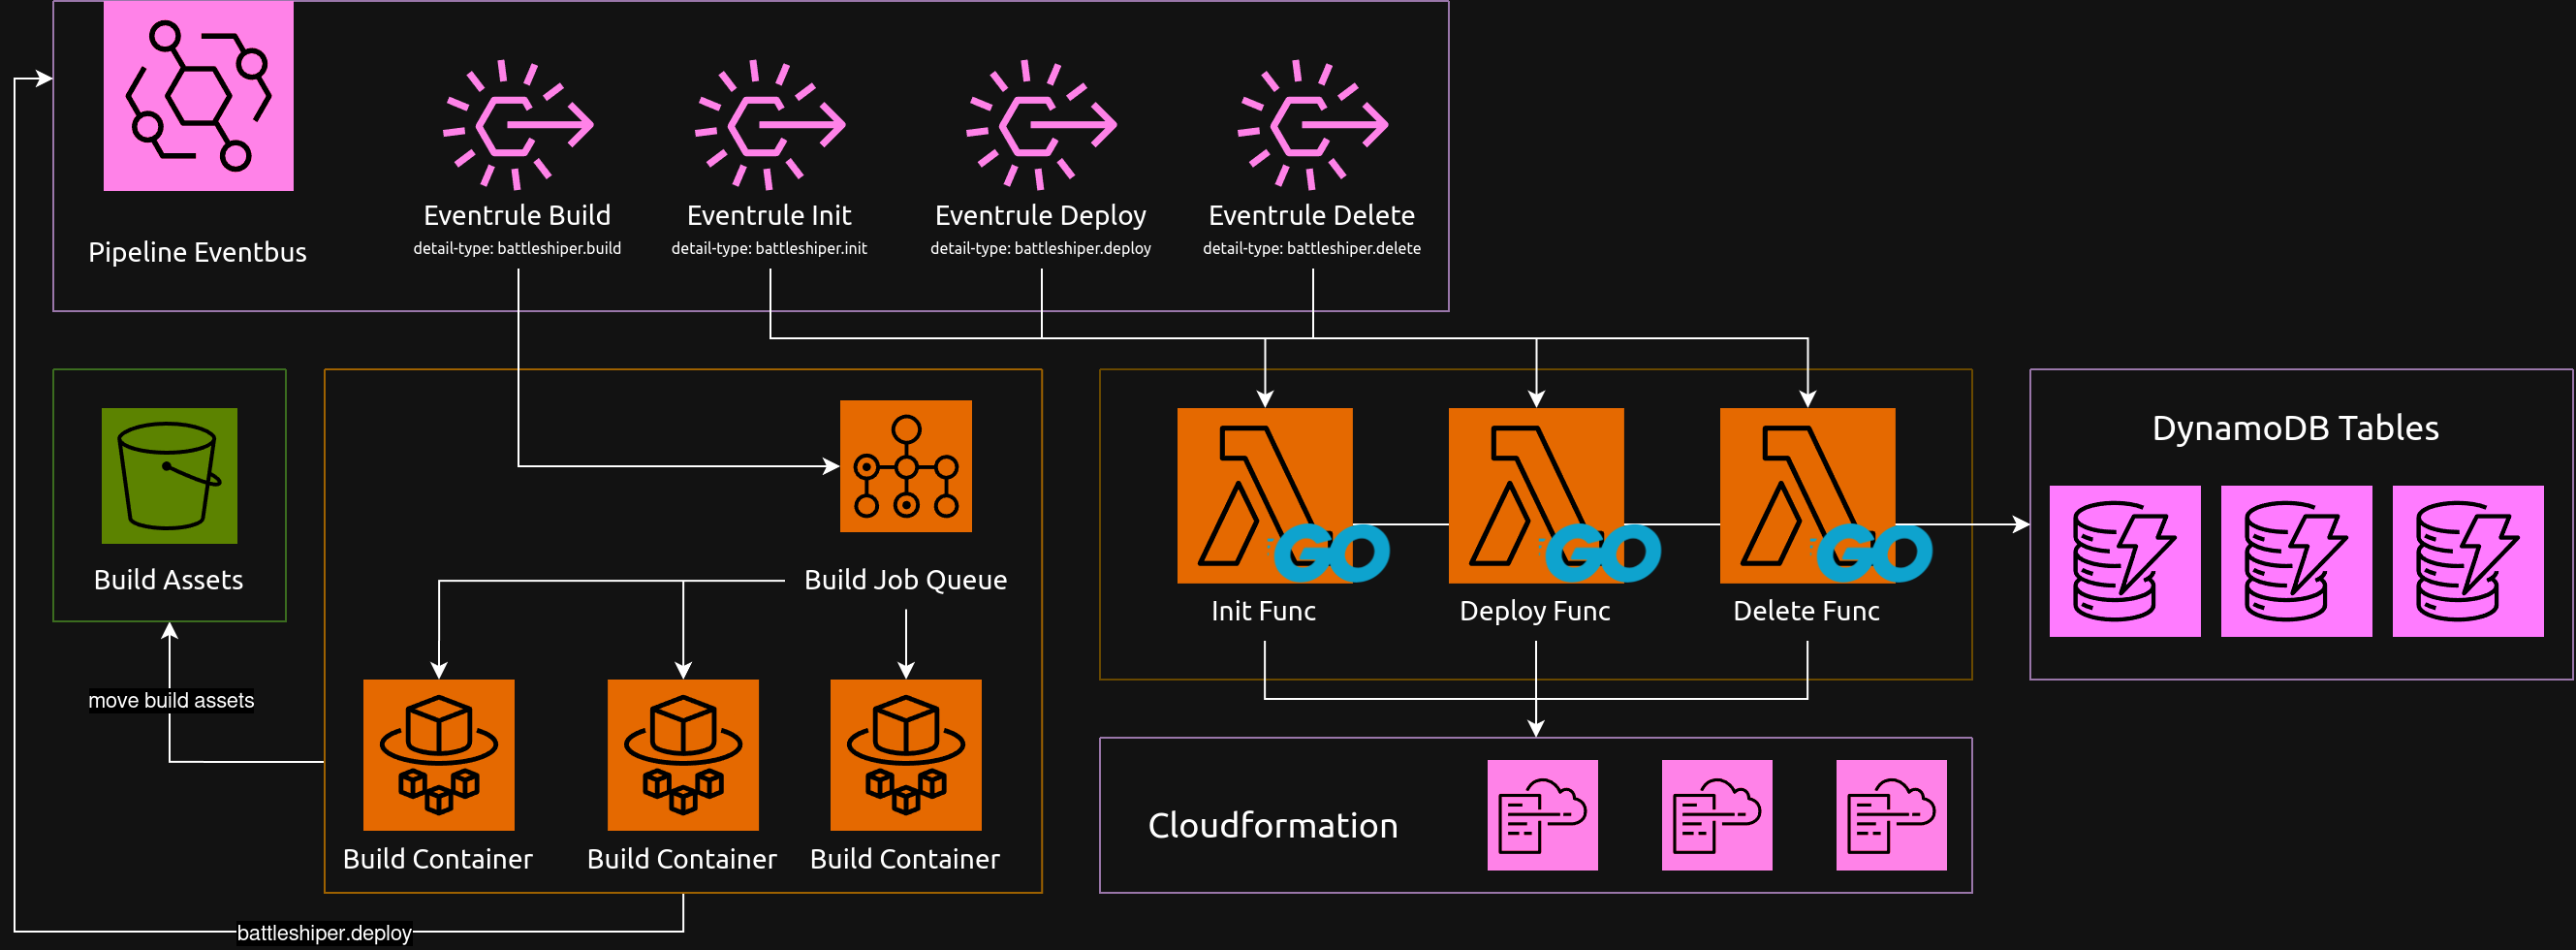 Eventrule Build
Eventrule Init
Eventrule Deploy
Eventrule Delete
detail-type: battleshiper.build
detail-type: battleshiper.init
detail-type: battleshiper.deploy
detail-type: battleshiper.delete
Pipeline Eventbus
DynamoDB Tables
GO
GO
GO
Build Assets
Build Job Queue
Init Func
Deploy Func
Delete Func
move build assets
Cloudformation
Build Container
Build Container
Build Container
battleshiper.deploy